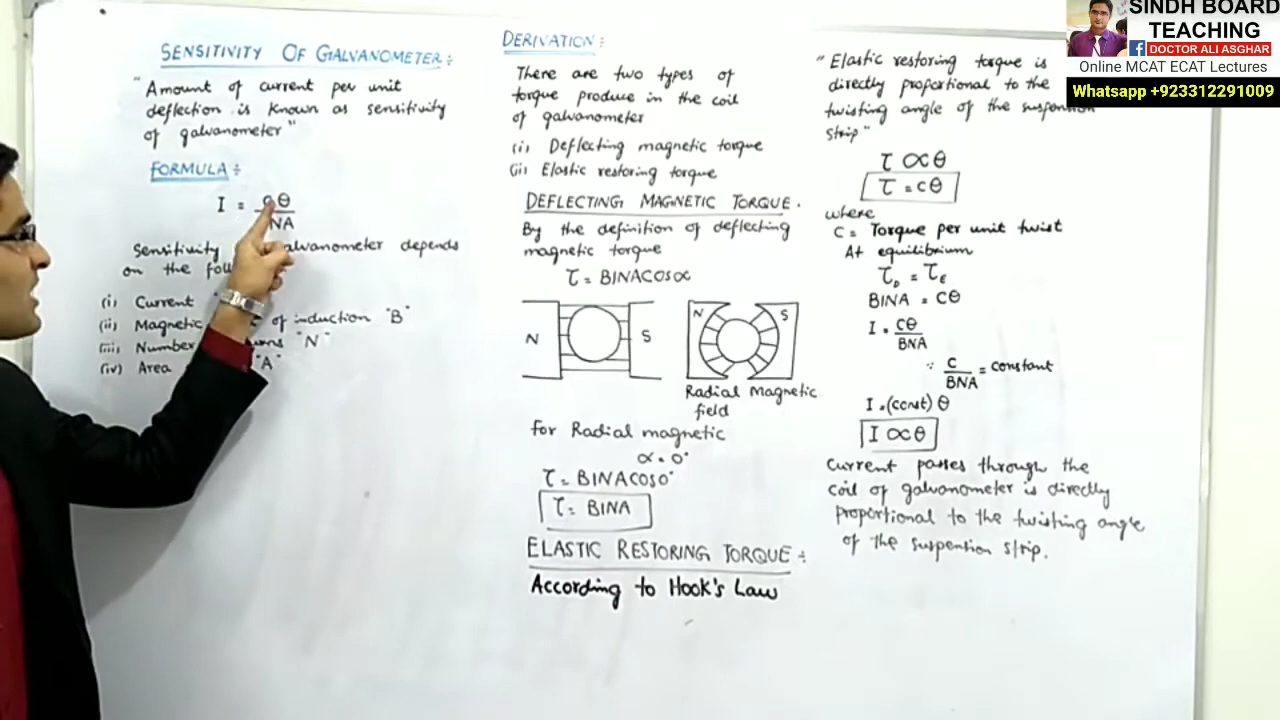 SENSITIVITY OF GALVANOMETER:-
"Amount of current per unit
deflection is known as sensitivity
of galvanometer"
FORMULA:-
I = cθ
NA
Sensitivity galvanometer depends
on the
(i) Current
(ii) Magnetic of induction "B"
(iii) Number "N"
(iv) Area "A"
DERIVATION:-
There are two types of
torque produce in the coil
of galvanometer
(i) Deflecting magnetic torque
(ii) Elastic restoring torque
DEFLECTING MAGNETIC TORQUE.
By the definition of deflecting
magnetic torque
τ = BINACOSα
N S
N S
Radial Magnetic
field
for Radial magnetic
α = 0°
τ = BINACOS0°
τ = BINA
ELASTIC RESTORING TORQUE:-
According to Hook's Law
"Elastic restoring torque is
directly proportional to the
twisting angle of the suspension
strip"
τ ∝ θ
τ = cθ
where
C = Torque per unit twist
At equilibrium
τD = τE
BINA = Cθ
I = Cθ
BNA
∵ C = constant
BNA
I = (const) θ
I ∝ θ
Current passes through the
coil of galvanometer is directly
proportional to the twisting angle
of the suspension strip.
SINDH BOARD
TEACHING
f DOCTOR ALI ASGHAR
Online MCAT ECAT Lectures
Whatsapp +923312291009